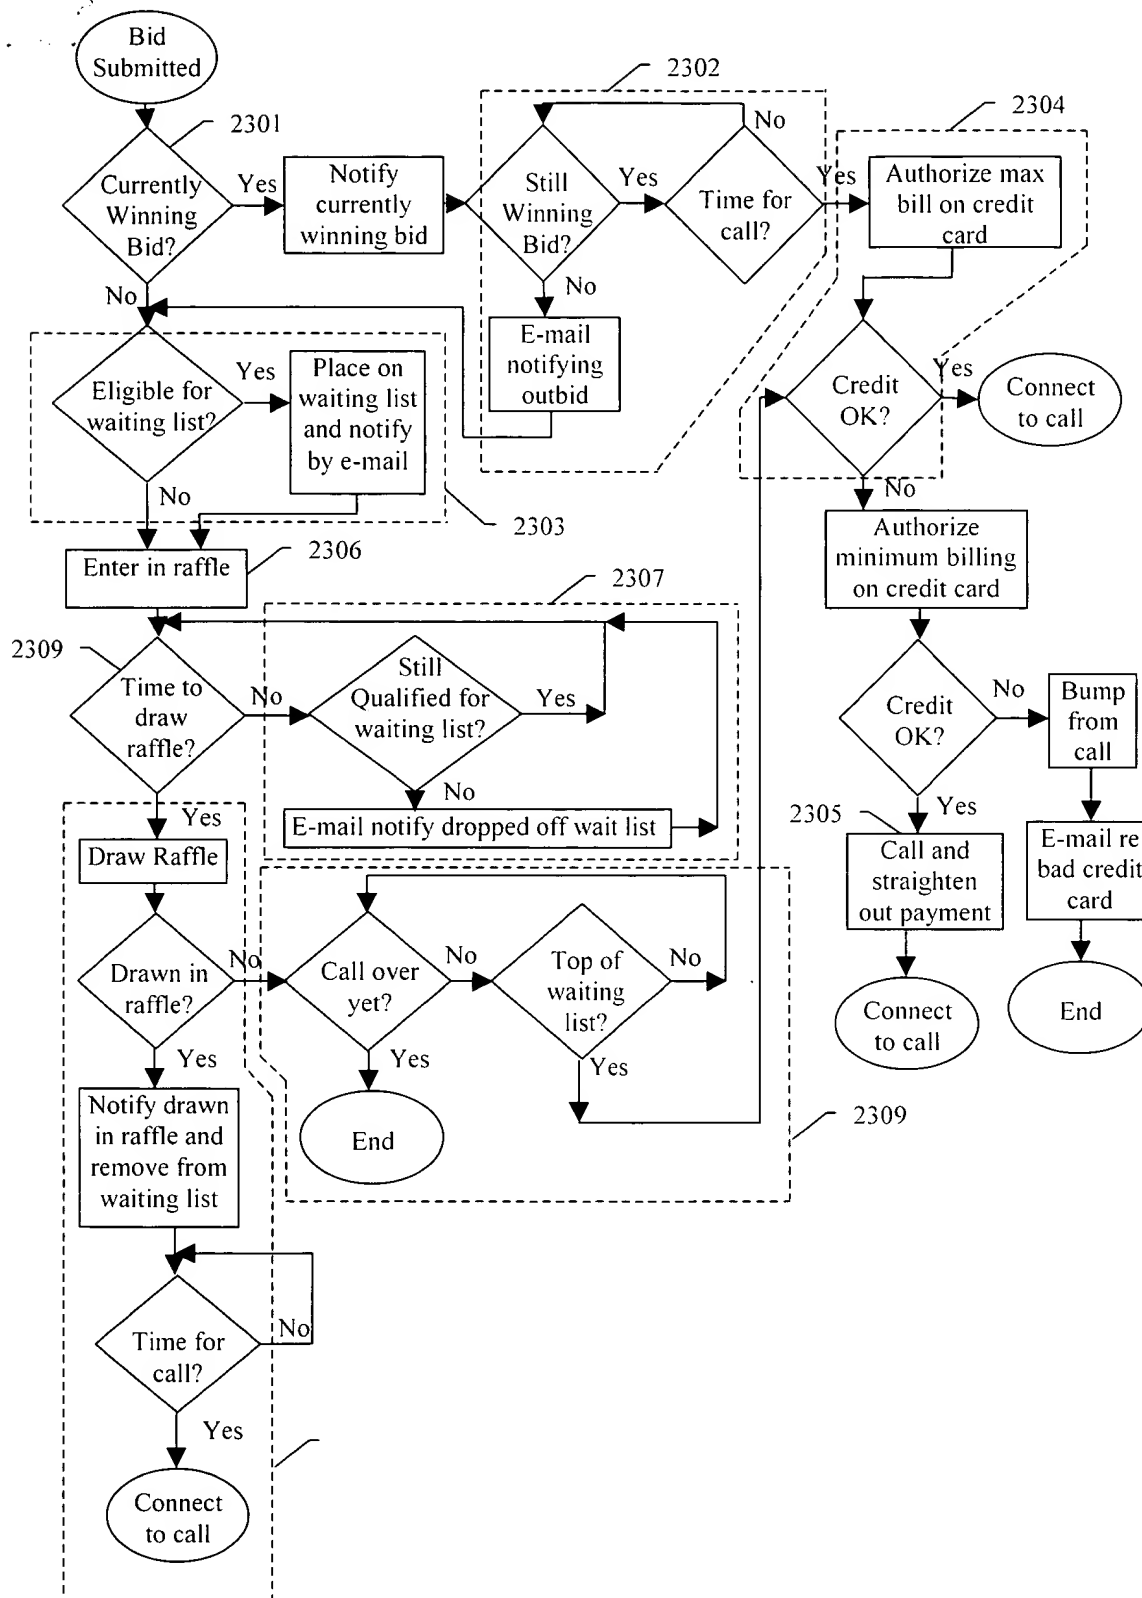 Bid
Submitted
2301
2302
2304
Currently
Winning
Bid?
Yes
Notify
currently
winning bid
Still
Winning
Bid?
Yes
No
Time for
call?
Yes
Authorize max
bill on credit
card
No
No
E-mail
notifying
outbid
Eligible for
waiting list?
Yes
Place on
waiting list
and notify
by e-mail
No
2303
Credit
OK?
Yes
Connect
to call
No
Authorize
minimum billing
on credit card
Enter in raffle
2306
2307
2309
Time to
draw
raffle?
No
Still
Qualified for
waiting list?
Yes
No
E-mail notify dropped off wait list
Credit
OK?
No
Bump
from
call
Yes
2305
Call and
straighten
out payment
E-mail re
bad credit
card
Connect
to call
End
Yes
Draw Raffle
Drawn in
raffle?
No
Call over
yet?
No
Top of
waiting
list?
No
Yes
Yes
Yes
Notify drawn
in raffle and
remove from
waiting list
End
2309
Time for
call?
No
Yes
Connect
to call